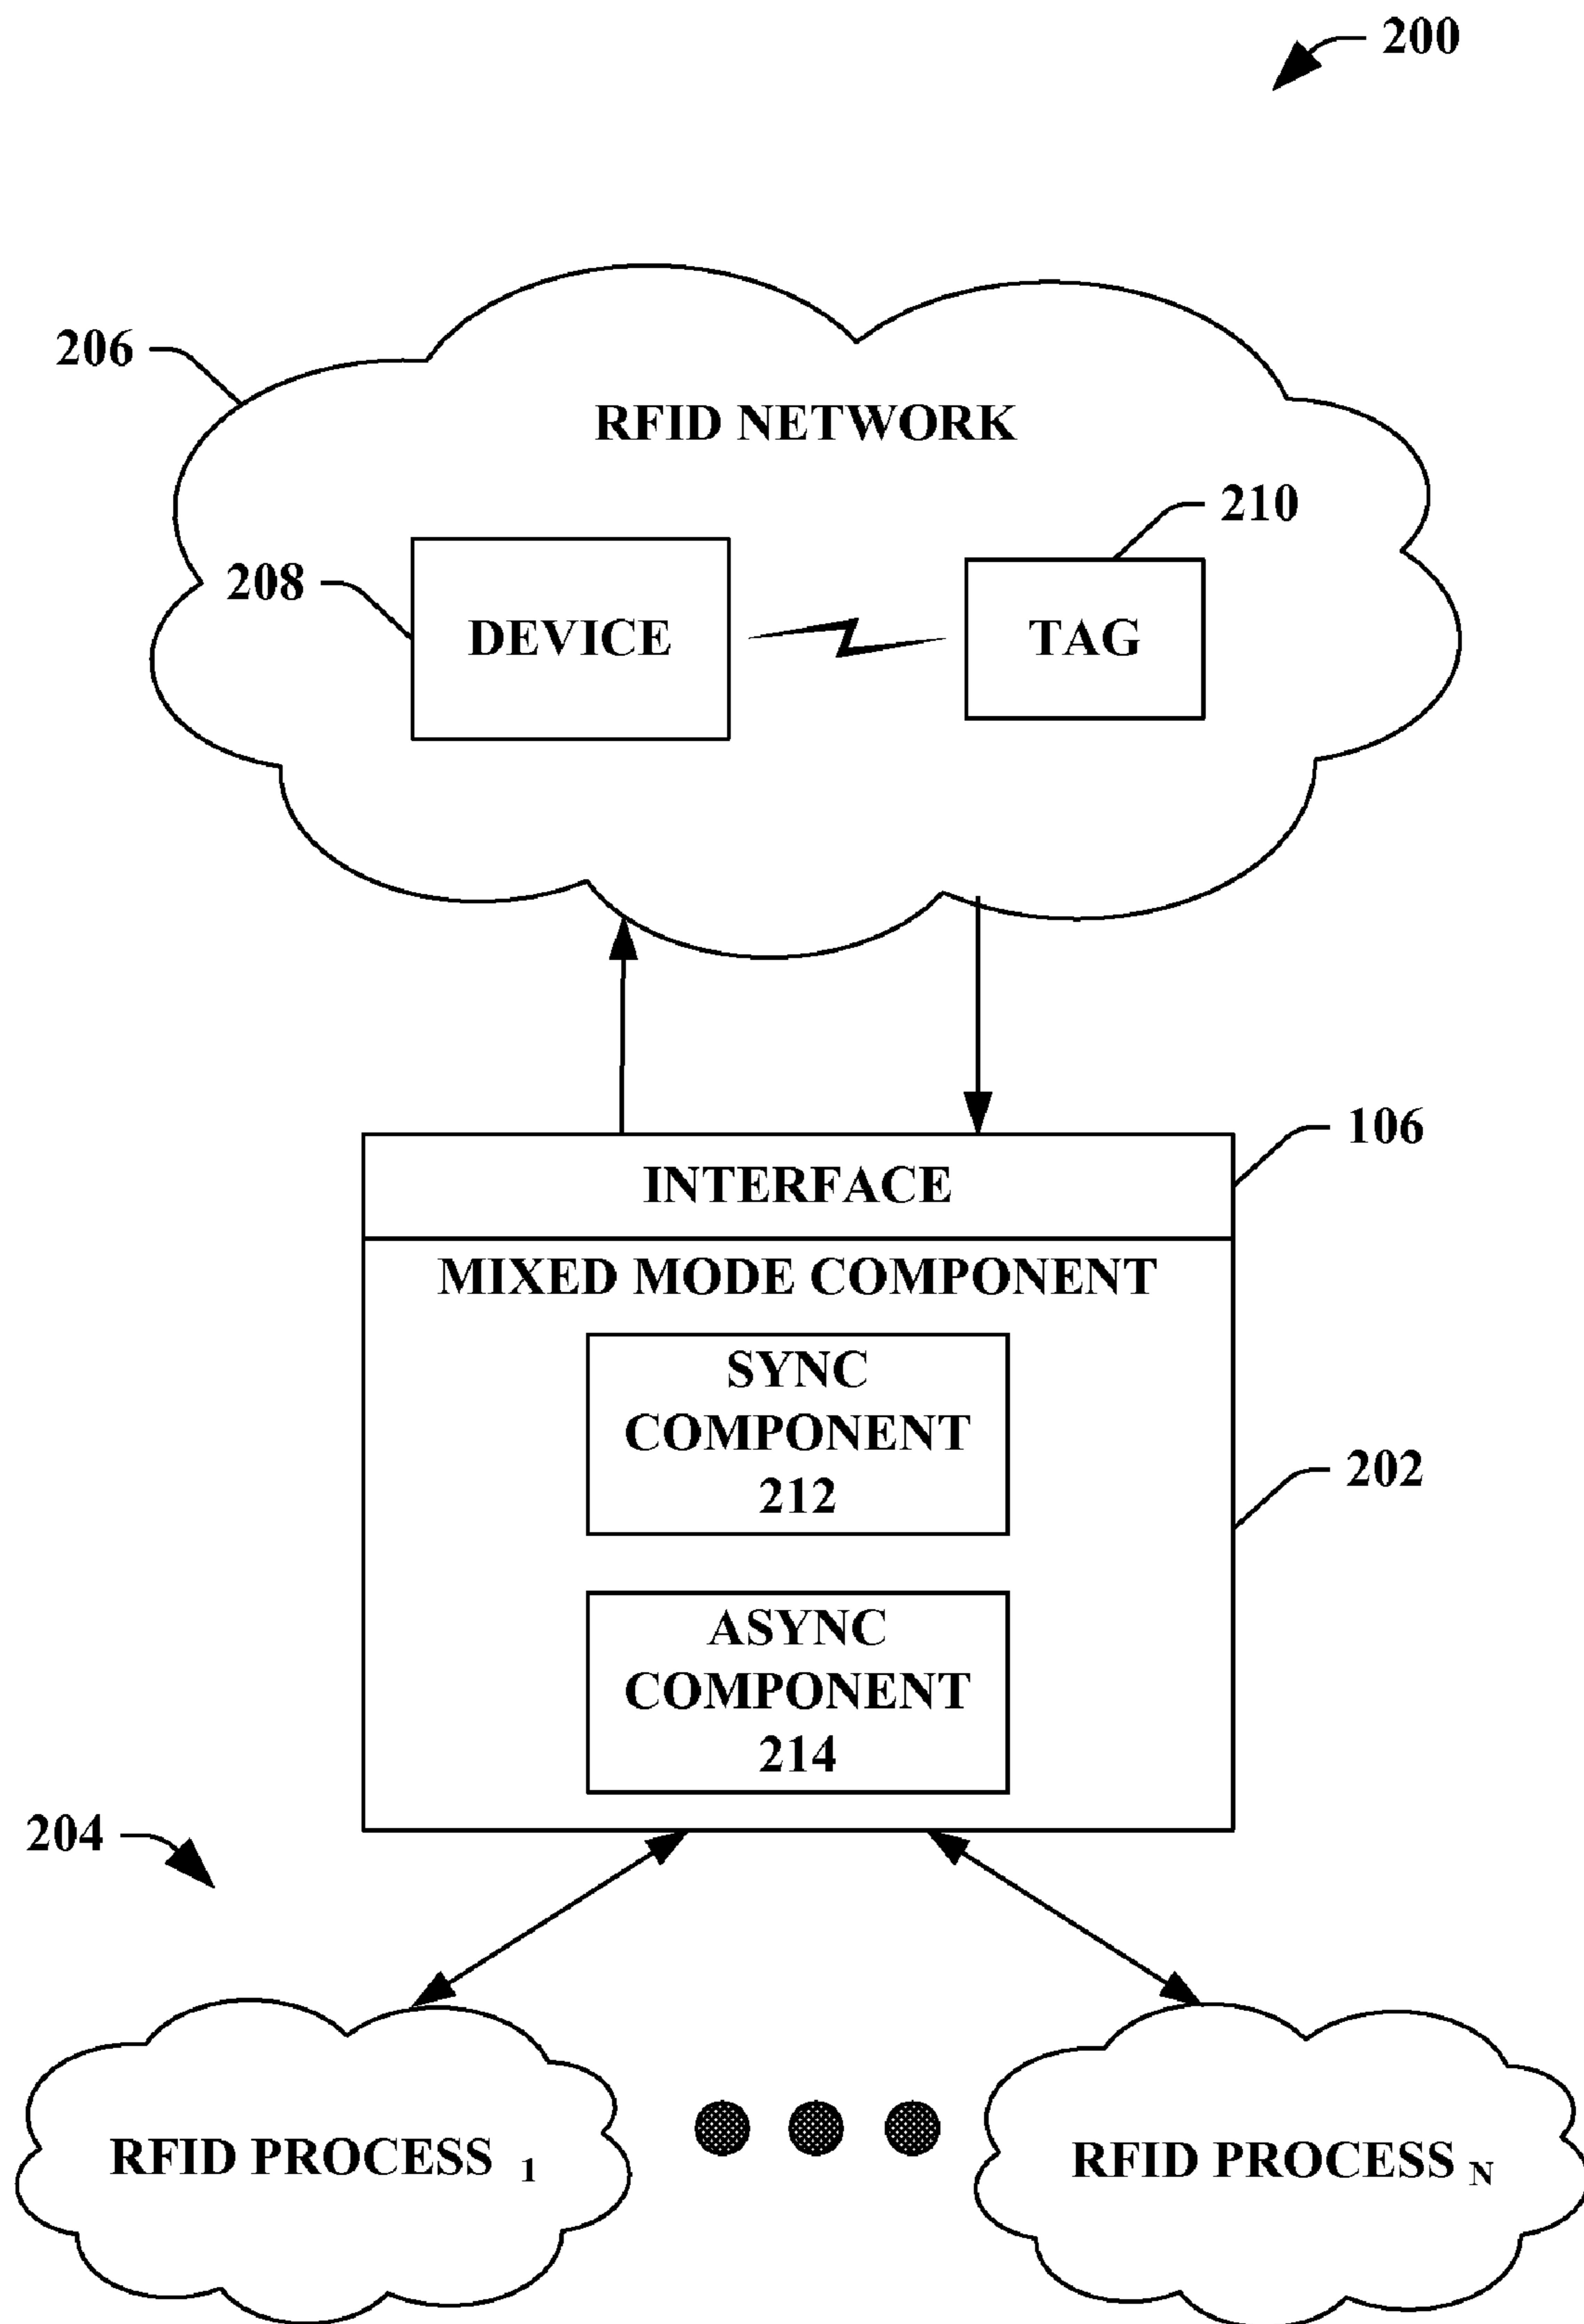 200
206
RFID NETWORK
210
208
DEVICE
TAG
106
INTERFACE
MIXED MODE COMPONENT
SYNC
COMPONENT
212
202
ASYNC
COMPONENT
214
204
RFID PROCESS 1
RFID PROCESS N